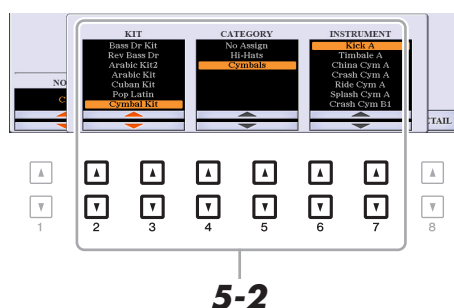 KIT CATEGORY INSTRUMENT
Bass Dr Kit No Assign Kick A
Rev Bass Dr Hi-Hats Timbale A
Arabic Kit2 Cymbals China Cym A
Arabic Kit Crash Cym A
Cuban Kit Ride Cym A
Pop Latin Splash Cym A
Cymbal Kit Crash Cym B1
NO
C
TAIL
1 2 3 4 5 6 7 8
5-2